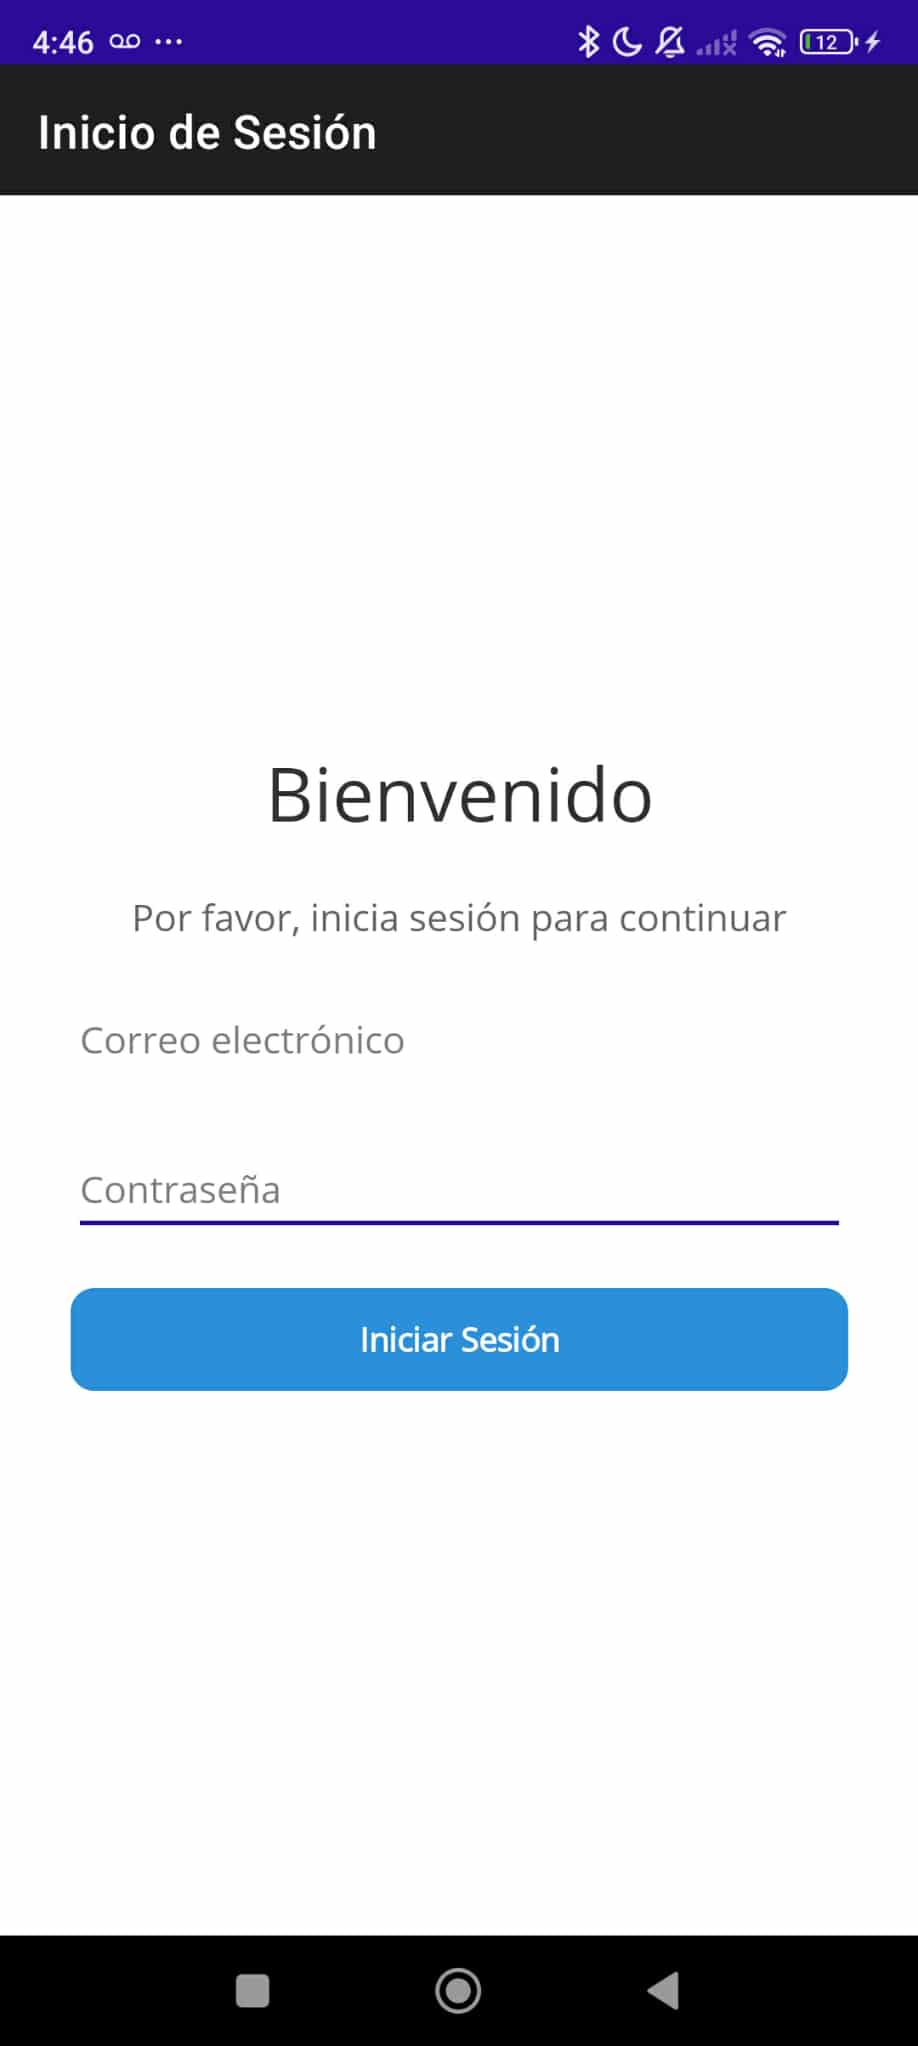 4:46
12
Inicio de Sesión
Bienvenido
Por favor, inicia sesión para continuar
Correo electrónico
Contraseña
Iniciar Sesión